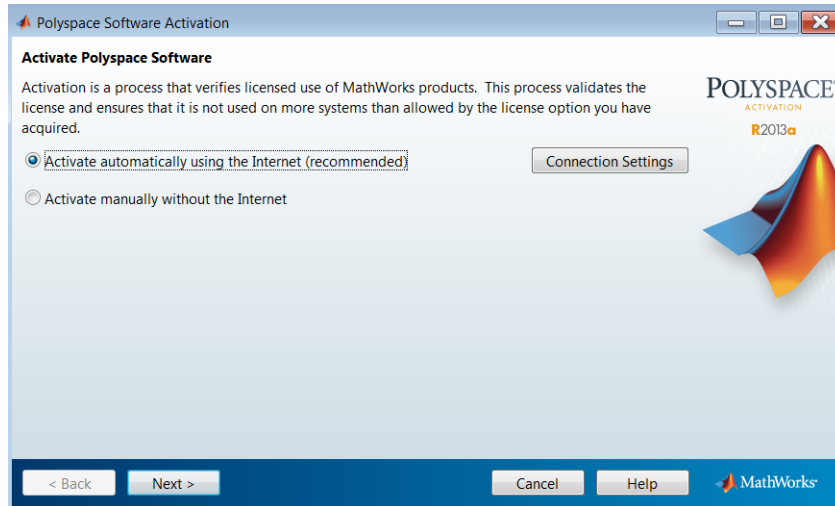 Polyspace Software Activation
Activate Polyspace Software
Activation is a process that verifies licensed use of MathWorks products. This process validates the
license and ensures that it is not used on more systems than allowed by the license option you have
acquired.
POLYSPACE
ACTIVATION
R2013a
Activate automatically using the Internet (recommended)
Connection Settings
Activate manually without the Internet
< Back
Next >
Cancel
Help
MathWorks